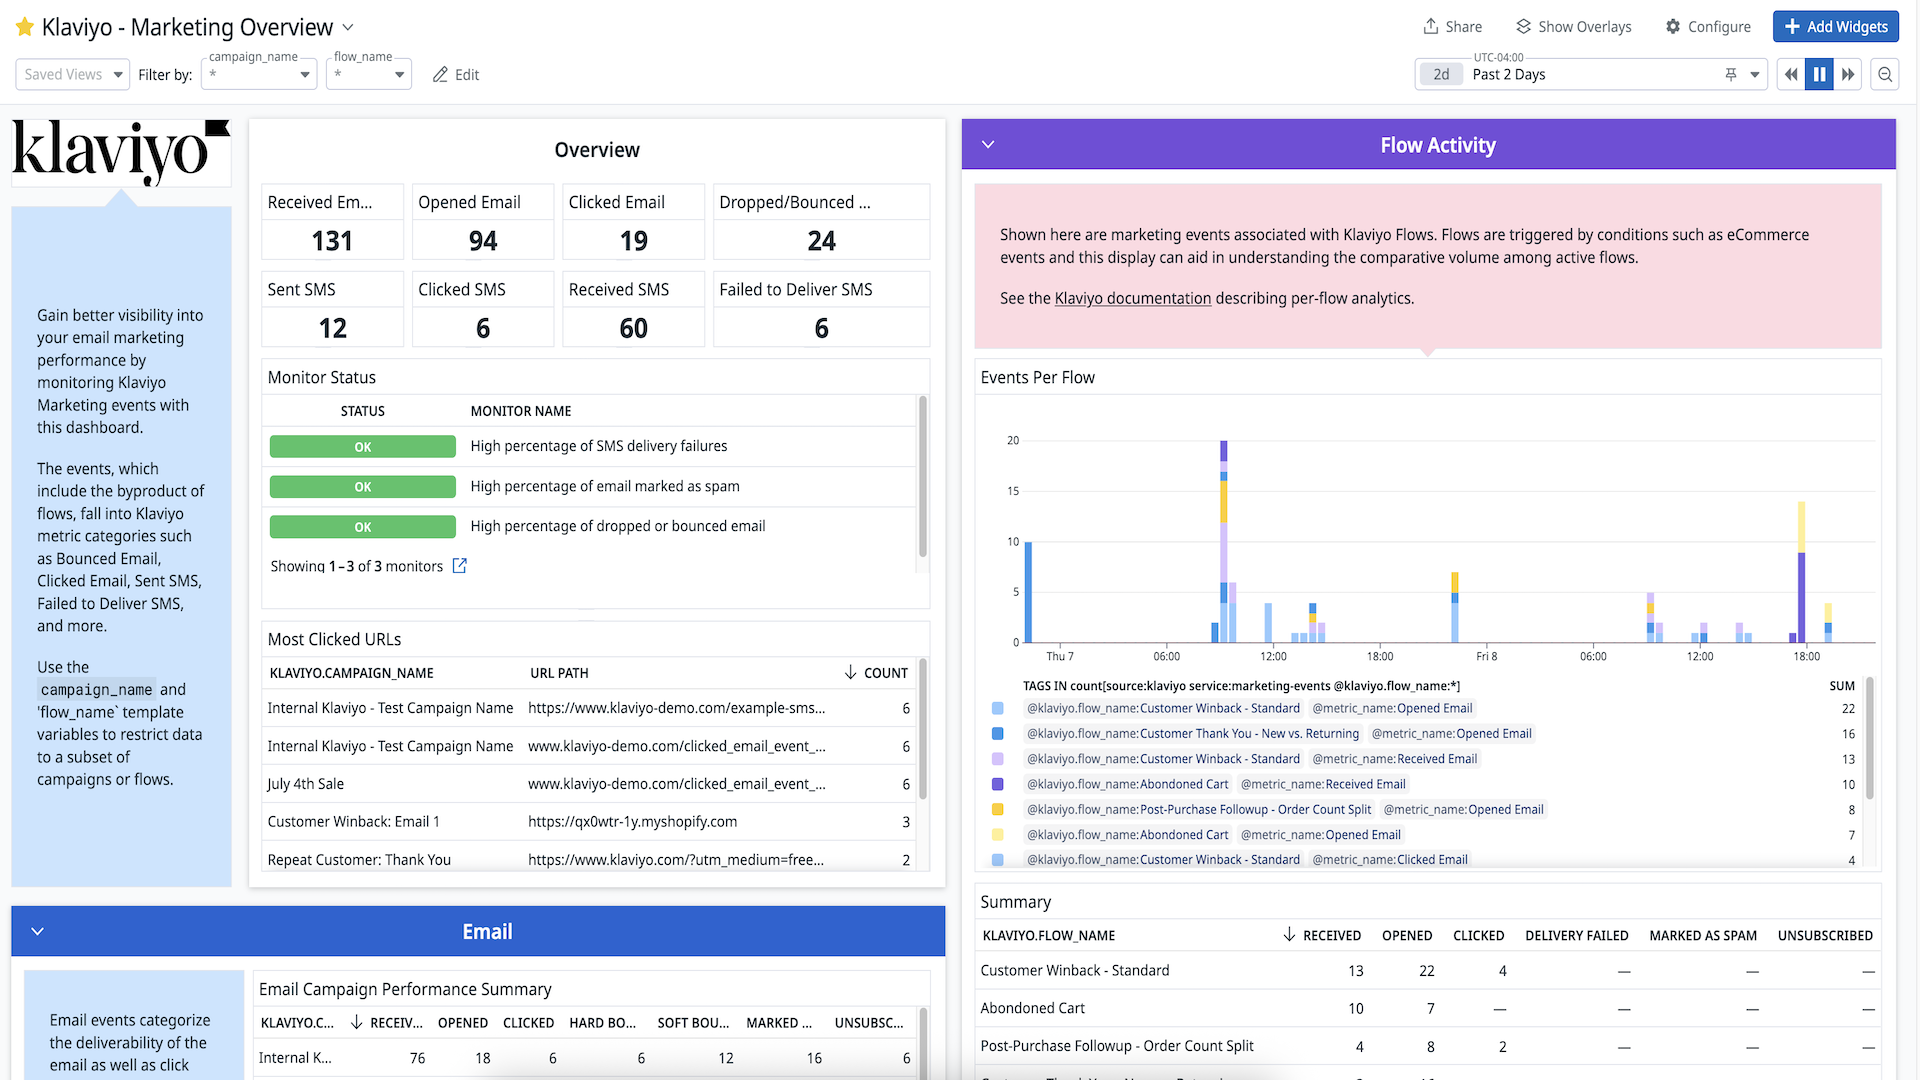 Klaviyo - Marketing Overview
Share
Show Overlays
Configure
Add Widgets
Saved Views
Filter by:
campaign_name
*
flow_name
*
Edit
UTC-04:00
2d
Past 2 Days
klaviyo
Gain better visibility into
your email marketing
performance by
monitoring Klaviyo
Marketing events with
this dashboard.
The events, which
include the byproduct of
flows, fall into Klaviyo
metric categories such
as Bounced Email,
Clicked Email, Sent SMS,
Failed to Deliver SMS,
and more.
Use the
campaign_name and
'flow_name` template
variables to restrict data
to a subset of
campaigns or flows.
Overview
Received Em...
131
Opened Email
94
Clicked Email
19
Dropped/Bounced ...
24
Sent SMS
12
Clicked SMS
6
Received SMS
60
Failed to Deliver SMS
6
Monitor Status
STATUS MONITOR NAME
OK High percentage of SMS delivery failures
OK High percentage of email marked as spam
OK High percentage of dropped or bounced email
Showing 1–3 of 3 monitors
Most Clicked URLs
KLAVIYO.CAMPAIGN_NAME URL PATH COUNT
Internal Klaviyo - Test Campaign Name https://www.klaviyo-demo.com/example-sms... 6
Internal Klaviyo - Test Campaign Name www.klaviyo-demo.com/clicked_email_event_... 6
July 4th Sale www.klaviyo-demo.com/clicked_email_event_... 6
Customer Winback: Email 1 https://qx0wtr-1y.myshopify.com 3
Repeat Customer: Thank You https://www.klaviyo.com/?utm_medium=free... 2
Email
Email events categorize
the deliverability of the
email as well as click
Email Campaign Performance Summary
KLAVIYO.C... RECEIV... OPENED CLICKED HARD BO... SOFT BOU... MARKED ... UNSUBSC...
Internal K... 76 18 6 6 12 16 6
Flow Activity
Shown here are marketing events associated with Klaviyo Flows. Flows are triggered by conditions such as eCommerce
events and this display can aid in understanding the comparative volume among active flows.
See the Klaviyo documentation describing per-flow analytics.
Events Per Flow
20
15
10
5
0
Thu 7 06:00 12:00 18:00 Fri 8 06:00 12:00 18:00
TAGS IN count[source:klaviyo service:marketing-events @klaviyo.flow_name:*] SUM
@klaviyo.flow_name:Customer Winback - Standard @metric_name:Opened Email 22
@klaviyo.flow_name:Customer Thank You - New vs. Returning @metric_name:Opened Email 16
@klaviyo.flow_name:Customer Winback - Standard @metric_name:Received Email 13
@klaviyo.flow_name:Abondoned Cart @metric_name:Received Email 10
@klaviyo.flow_name:Post-Purchase Followup - Order Count Split @metric_name:Opened Email 8
@klaviyo.flow_name:Abondoned Cart @metric_name:Opened Email 7
@klaviyo.flow_name:Customer Winback - Standard @metric_name:Clicked Email 4
Summary
KLAVIYO.FLOW_NAME RECEIVED OPENED CLICKED DELIVERY FAILED MARKED AS SPAM UNSUBSCRIBED
Customer Winback - Standard 13 22 4 — — —
Abondoned Cart 10 7 — — — —
Post-Purchase Followup - Order Count Split 4 8 2 — — —